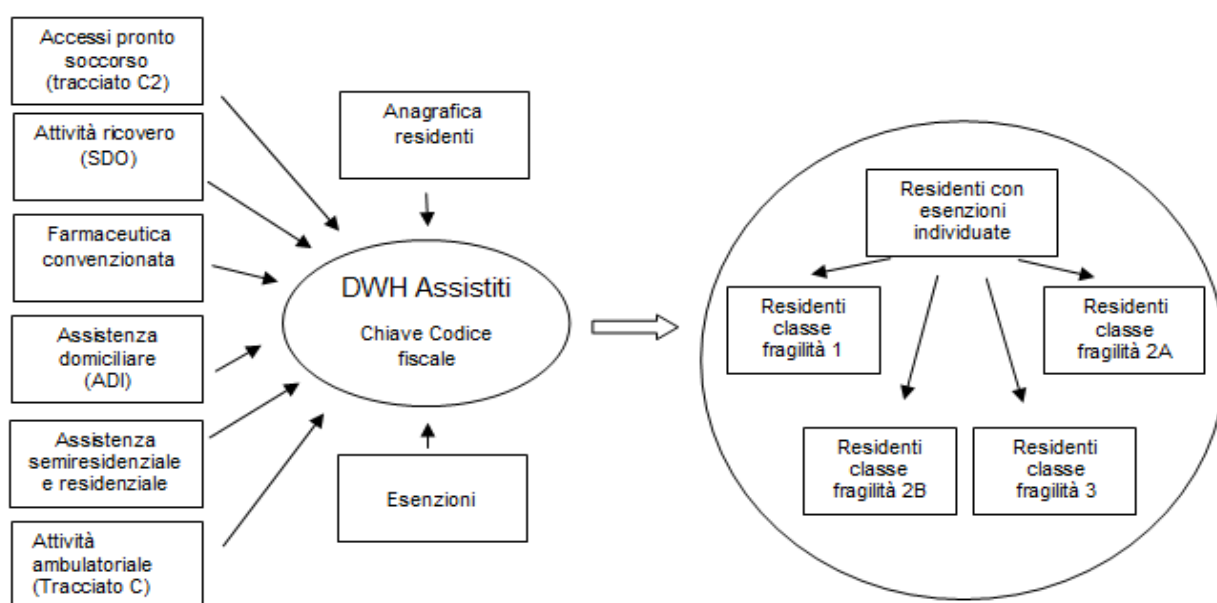 Accessi pronto
soccorso
(tracciato C2)
Attività ricovero
(SDO)
Farmaceutica
convenzionata
Assistenza
domiciliare
(ADI)
Assistenza
semiresidenziale
e residenziale
Attività
ambulatoriale
(Tracciato C)
Anagrafica
residenti
DWH Assistiti
Chiave Codice
fiscale
Esenzioni
Residenti con
esenzioni
individuate
Residenti
classe
fragilità 1
Residenti
classe
fragilità 2A
Residenti
classe
fragilità 2B
Residenti
classe
fragilità 3